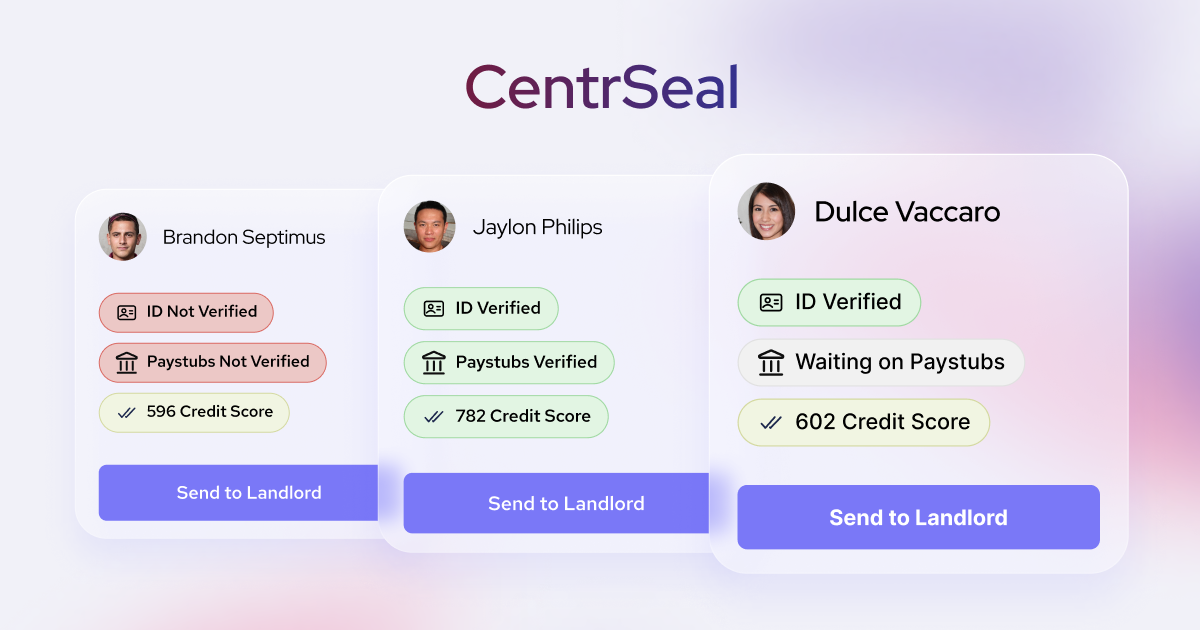 CentrSeal
Brandon Septimus
ID Not Verified
Paystubs Not Verified
596 Credit Score
Send to Landlord
Jaylon Philips
ID Verified
Paystubs Verified
782 Credit Score
Send to Landlord
Dulce Vaccaro
ID Verified
Waiting on Paystubs
602 Credit Score
Send to Landlord